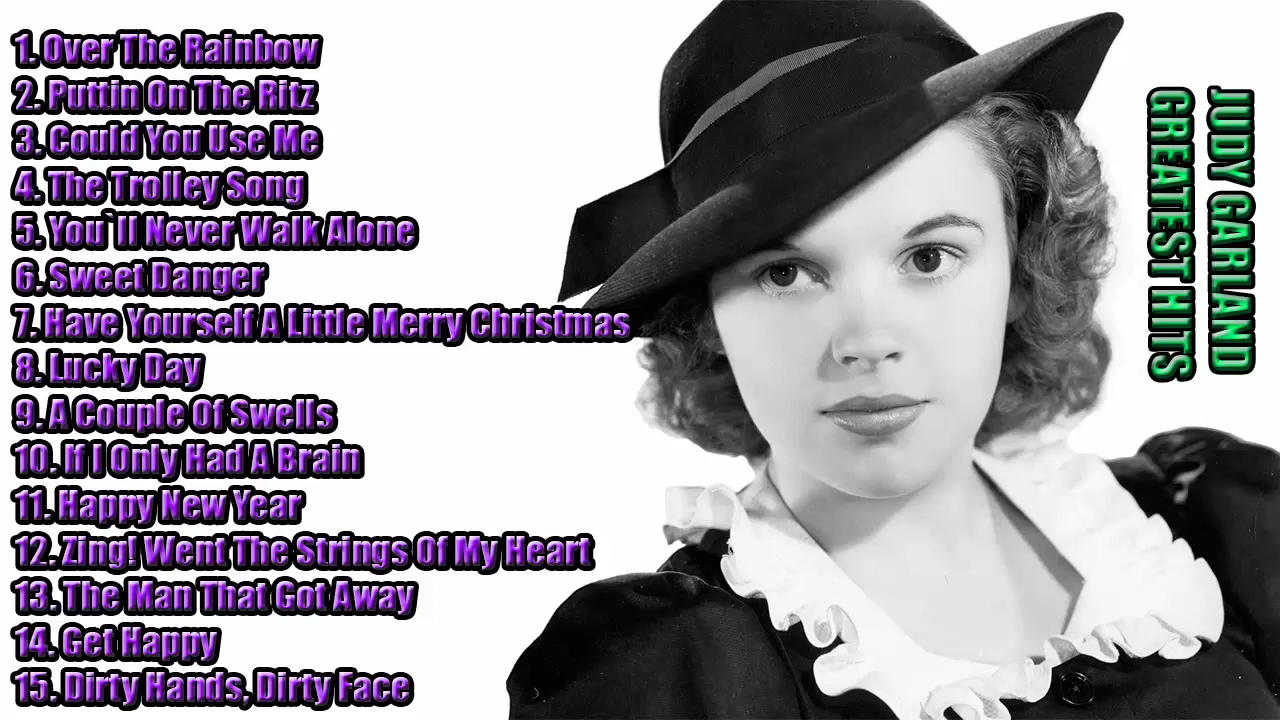 1. Over The Rainbow
2. Puttin On The Ritz
3. Could You Use Me
4. The Trolley Song
5. You`ll Never Walk Alone
6. Sweet Danger
7. Have Yourself A Little Merry Christmas
8. Lucky Day
9. A Couple Of Swells
10. If I Only Had A Brain
11. Happy New Year
12. Zing! Went The Strings Of My Heart
13. The Man That Got Away
14. Get Happy
15. Dirty Hands, Dirty Face
JUDY GARLAND
GREATEST HITS